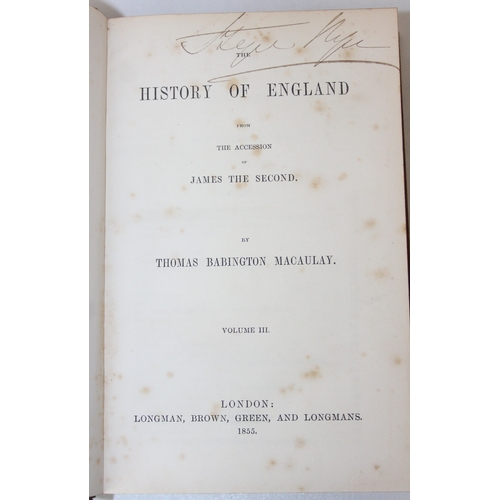 THE
HISTORY OF ENGLAND
FROM
THE ACCESSION
OF
JAMES THE SECOND.
BY
THOMAS BABINGTON MACAULAY.
VOLUME III.
LONDON:
LONGMAN, BROWN, GREEN, AND LONGMANS.
1855.